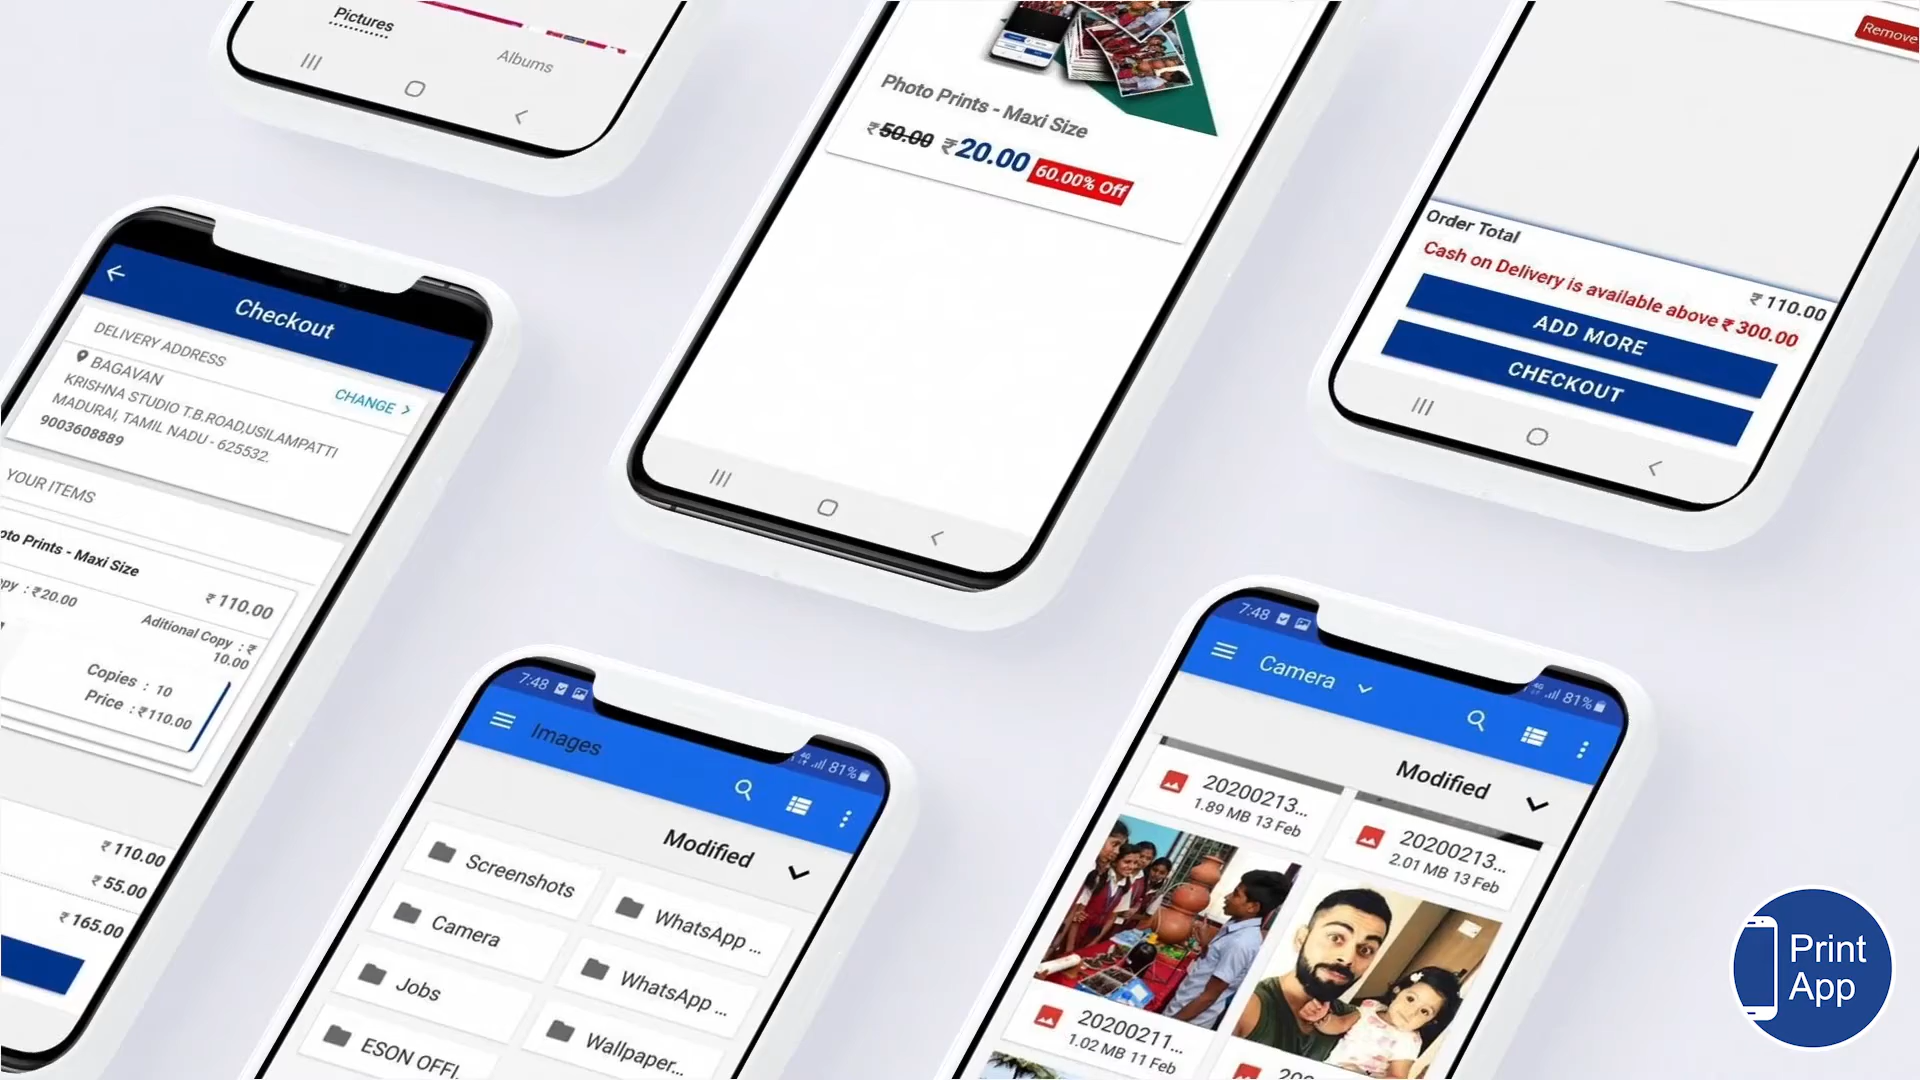 Pictures
Albums
Photo Prints - Maxi Size
₹50.00 ₹20.00 60.00% Off
Remove
Order Total
₹ 110.00
Cash on Delivery is available above ₹ 300.00
ADD MORE
CHECKOUT
Checkout
DELIVERY ADDRESS
BAGAVAN
CHANGE >
KRISHNA STUDIO T.B.ROAD,USILAMPATTI
MADURAI, TAMIL NADU - 625532.
9003608889
YOUR ITEMS
oto Prints - Maxi Size
₹ 110.00
opy : ₹20.00
Aditional Copy : ₹
10.00
Copies : 10
Price : ₹110.00
₹ 110.00
₹ 55.00
₹ 165.00
7:48
4G 81%
Images
Modified
Screenshots
WhatsApp ...
Camera
WhatsApp ...
Jobs
Wallpaper...
ESON OFFI.
7:48
4G 81%
Camera
Modified
20200213...
1.89 MB 13 Feb
20200213...
2.01 MB 13 Feb
20200211...
1.02 MB 11 Feb
Print
App